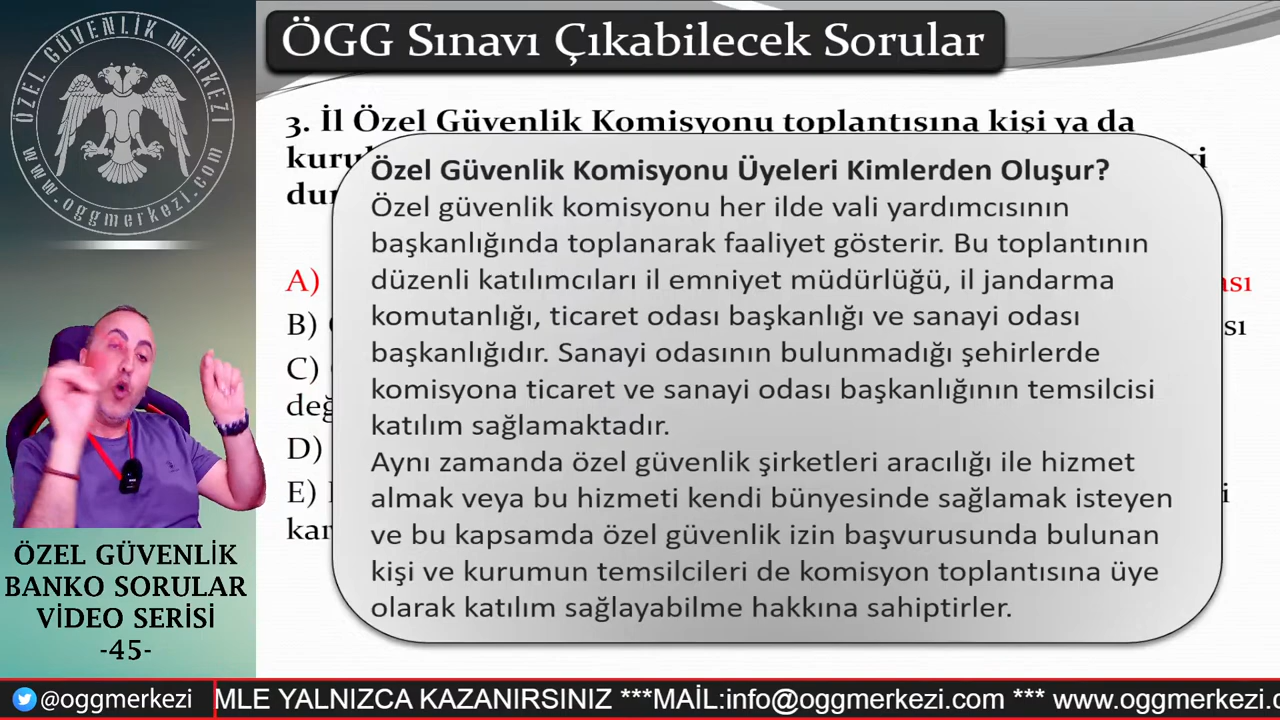 ÖZEL GÜVENLİK MERKEZİ
www.oggmerkezi.com
ÖGG Sınavı Çıkabilecek Sorular
3. İl Özel Güvenlik Komisyonu toplantısına kişi ya da
Özel Güvenlik Komisyonu Üyeleri Kimlerden Oluşur?
Özel güvenlik komisyonu her ilde vali yardımcısının
başkanlığında toplanarak faaliyet gösterir. Bu toplantının
düzenli katılımcıları il emniyet müdürlüğü, il jandarma
komutanlığı, ticaret odası başkanlığı ve sanayi odası
başkanlığıdır. Sanayi odasının bulunmadığı şehirlerde
komisyona ticaret ve sanayi odası başkanlığının temsilcisi
katılım sağlamaktadır.
Aynı zamanda özel güvenlik şirketleri aracılığı ile hizmet
almak veya bu hizmeti kendi bünyesinde sağlamak isteyen
ve bu kapsamda özel güvenlik izin başvurusunda bulunan
kişi ve kurumun temsilcileri de komisyon toplantısına üye
olarak katılım sağlayabilme hakkına sahiptirler.
A)
B)
C)
D)
E)
ÖZEL GÜVENLİK
BANKO SORULAR
VİDEO SERİSİ
-45-
@oggmerkezi
MLE YALNIZCA KAZANIRSINIZ ***MAİL:info@oggmerkezi.com *** www.oggmerkezi.c